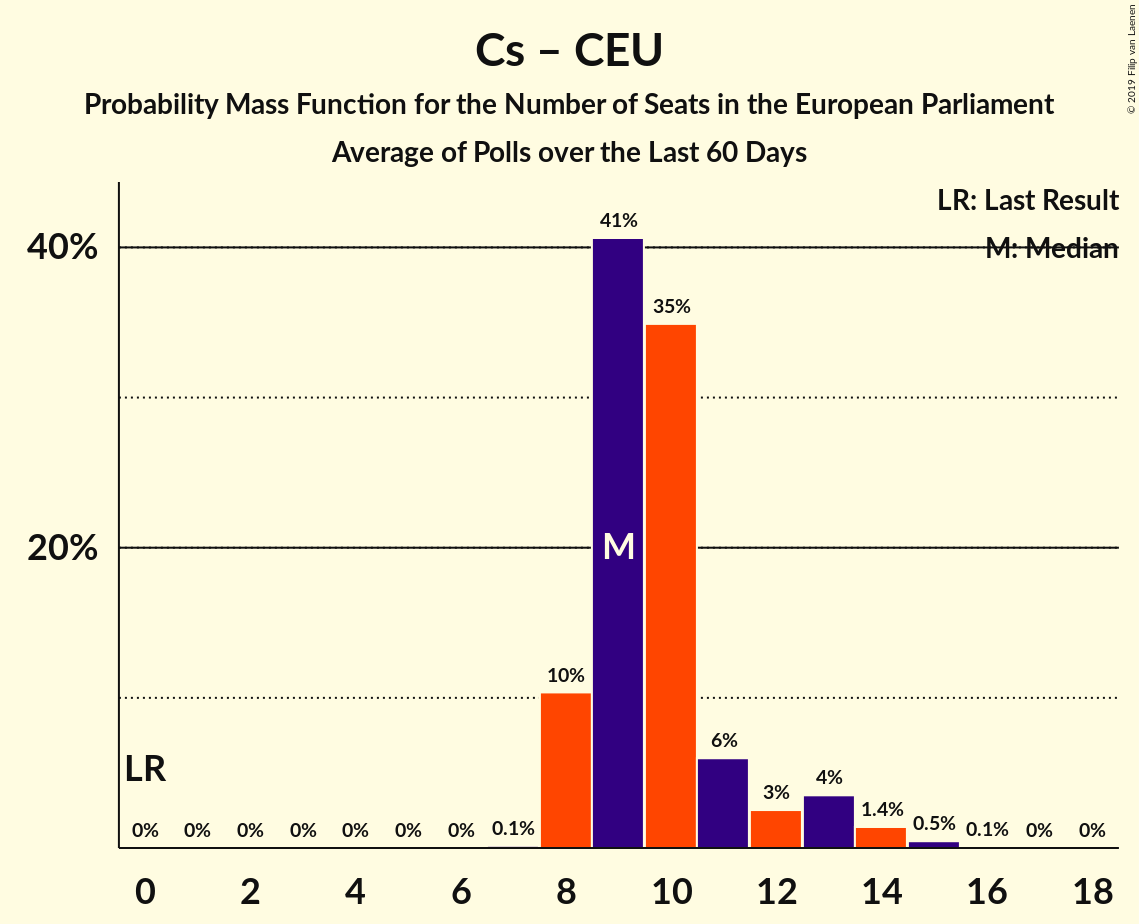 Cs – CEU
Probability Mass Function for the Number of Seats in the European Parliament
Average of Polls over the Last 60 Days
© 2019 Filip van Laenen
LR: Last Result
M: Median
40%
20%
41%
35%
M
10%
6%
LR
3%
4%
1.4%
0.5%
0% 0% 0% 0% 0% 0% 0% 0.1% 0.1% 0% 0%
0 2 4 6 8 10 12 14 16 18